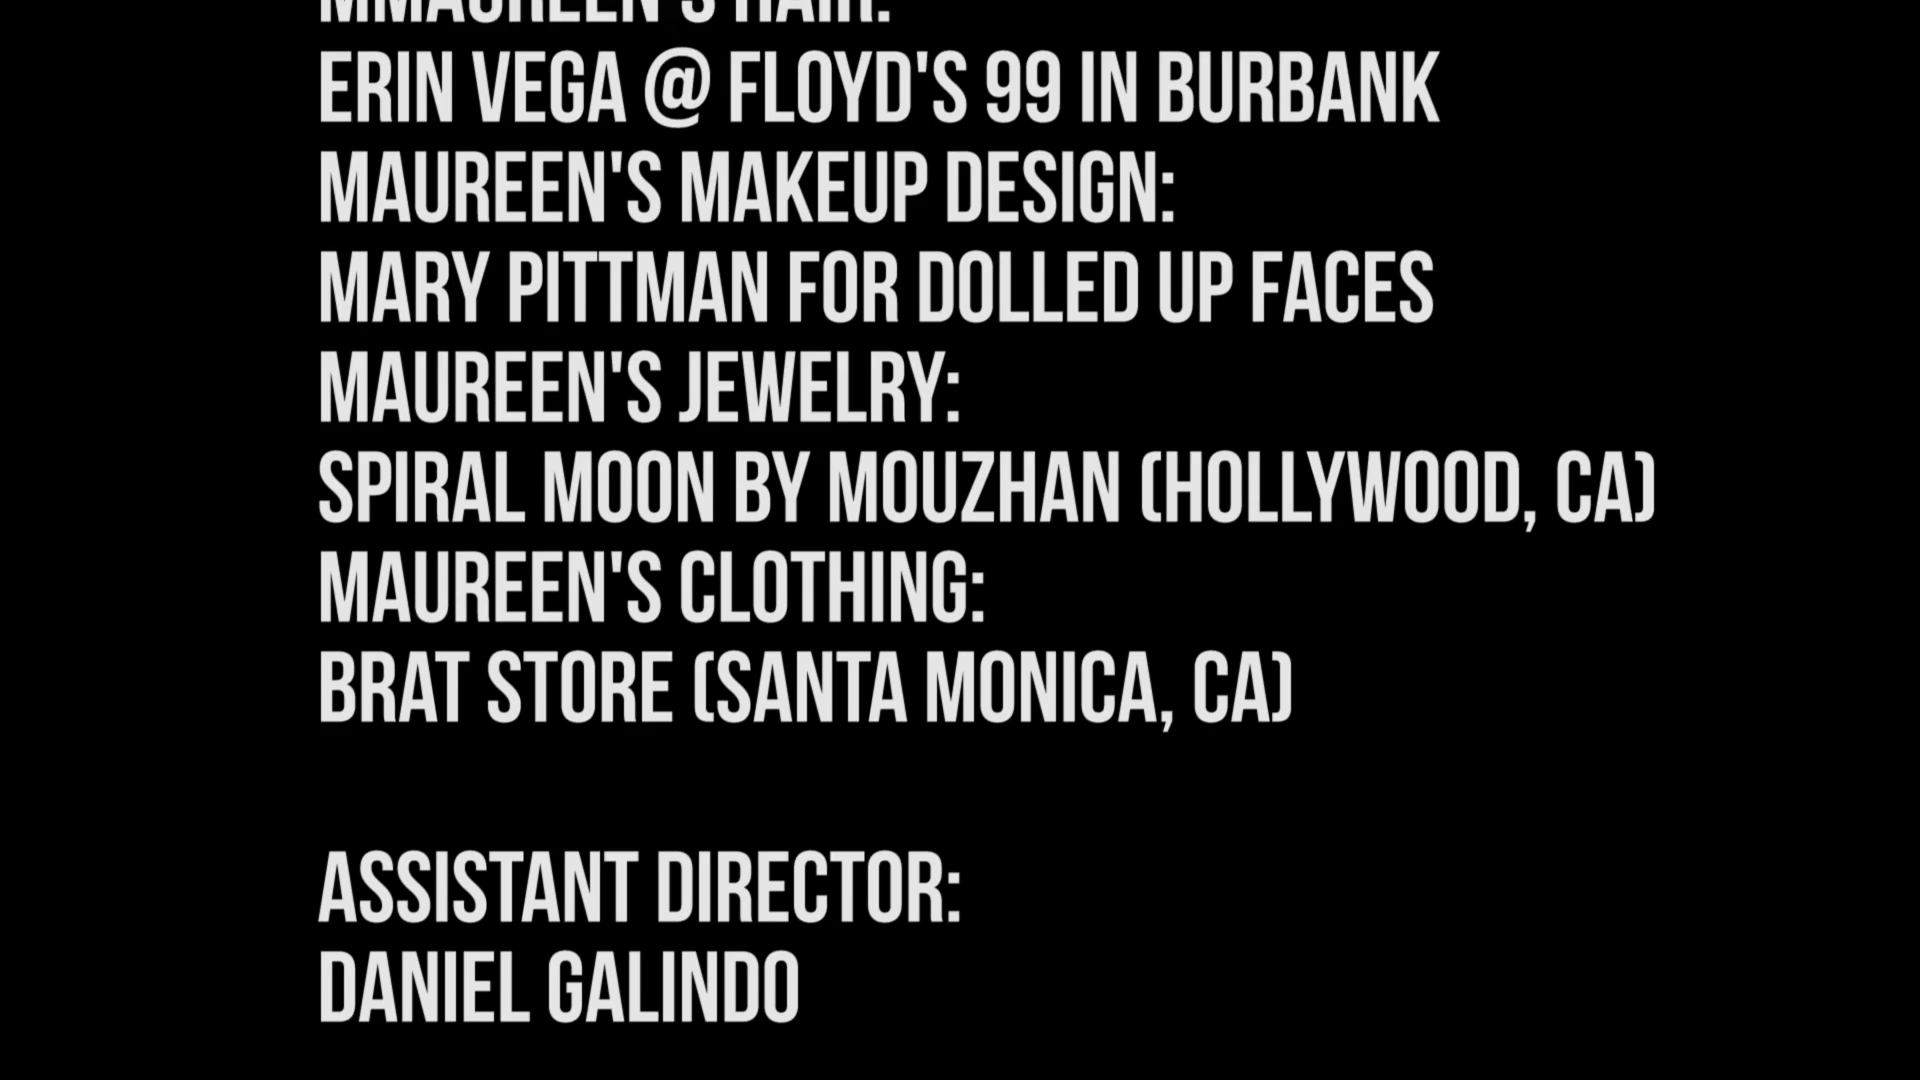 MMAUREEN'S HAIR:
ERIN VEGA @ FLOYD'S 99 IN BURBANK
MAUREEN'S MAKEUP DESIGN:
MARY PITTMAN FOR DOLLED UP FACES
MAUREEN'S JEWELRY:
SPIRAL MOON BY MOUZHAN (HOLLYWOOD, CA)
MAUREEN'S CLOTHING:
BRAT STORE (SANTA MONICA, CA)
ASSISTANT DIRECTOR:
DANIEL GALINDO